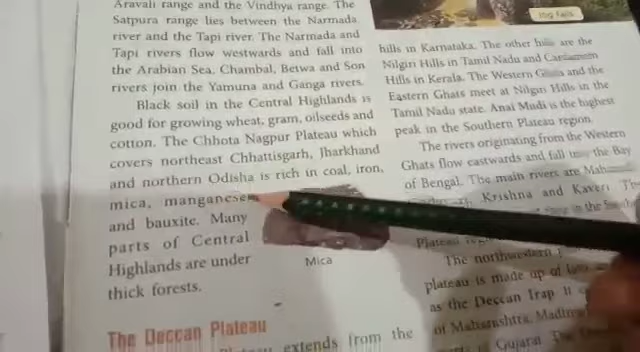 Aravali range and the Vindhya range. The
Satpura range lies between the Narmada
river and the Tapi river. The Narmada and
Tapi rivers flow westwards and fall into
the Arabian Sea. Chambal, Betwa and Son
rivers join the Yamuna and Ganga rivers.
Black soil in the Central Highlands is
good for growing wheat, gram, oilseeds and
cotton. The Chhota Nagpur Plateau which
covers northeast Chhattisgarh, Jharkhand
and northern Odisha is rich in coal, iron,
mica, manganese
and bauxite. Many
parts of Central
Highlands are under
thick forests.
Mica
The Deccan Plateau
extends from the
Falls
hills in Karnataka. The other hills are the
Nilgiri Hills in Tamil Nadu and Cardamom
Hills in Kerala. The Western Ghats and the
Eastern Ghats meet at Nilgiri Hills in the
Tamil Nadu state. Anai Mudi is the highest
peak in the Southern Plateau region.
The rivers originating from the Western
Ghats flow eastwards and fall into the Bay
of Bengal. The main rivers are
Krishna and Kaveri. The
in the
Plateau
The northwestern
plateau is made up of
as the Deccan Trap. It
of Maharashtra, Madhya
Gujarat. The